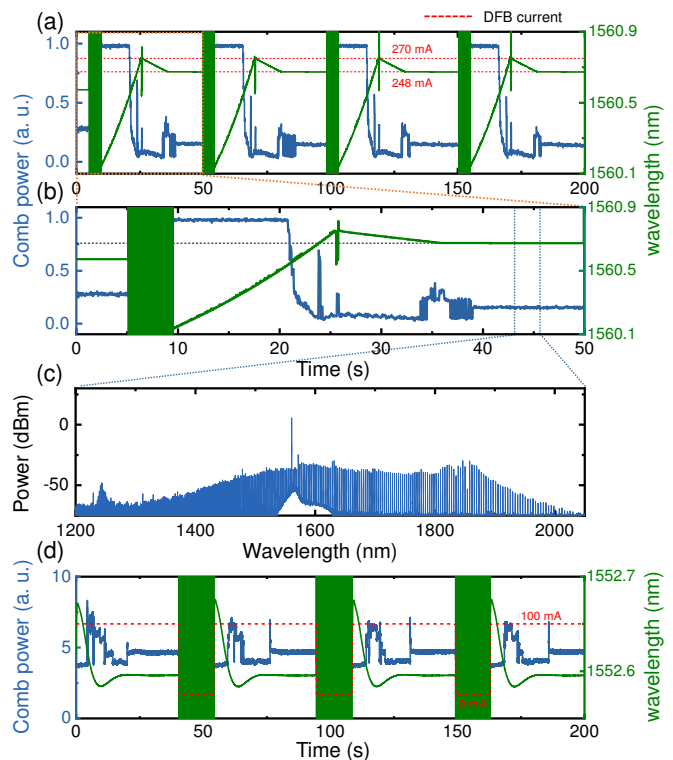 DFB current
(a)
1.0
0.5
0.0
Comb power (a. u.)
270 mA
248 mA
1560.9
1560.5
1560.1
wavelength (nm)
0 50 100 150 200
(b)
1.0
0.5
0.0
1560.9
1560.5
1560.1
0 10 20 30 40 50
Time (s)
(c)
Power (dBm)
0
-50
1200 1400 1600 1800 2000
Wavelength (nm)
(d)
Comb power (a. u.)
10
5
0
100 mA
0 mA
1552.7
1552.6
wavelength (nm)
0 50 100 150 200
Time (s)